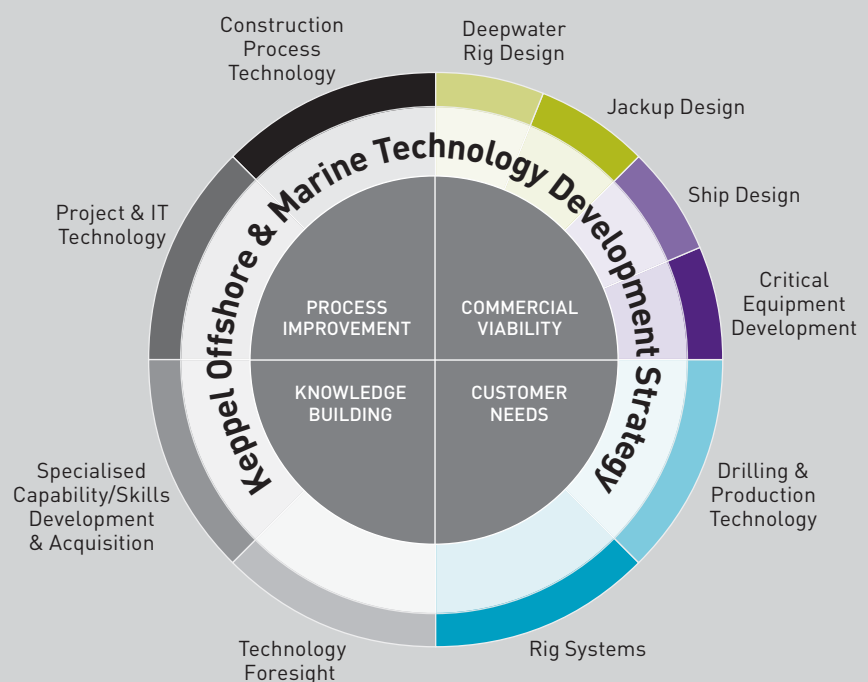 Construction
Process
Technology
Deepwater
Rig Design
Jackup Design
Ship Design
Critical
Equipment
Development
Drilling &
Production
Technology
Rig Systems
Technology
Foresight
Specialised
Capability/Skills
Development
& Acquisition
Project & IT
Technology
Keppel Offshore & Marine Technology Development Strategy
PROCESS
IMPROVEMENT
COMMERCIAL
VIABILITY
KNOWLEDGE
BUILDING
CUSTOMER
NEEDS